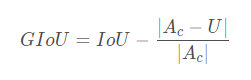 GIoU = IoU − |A_c − U| / |A_c|